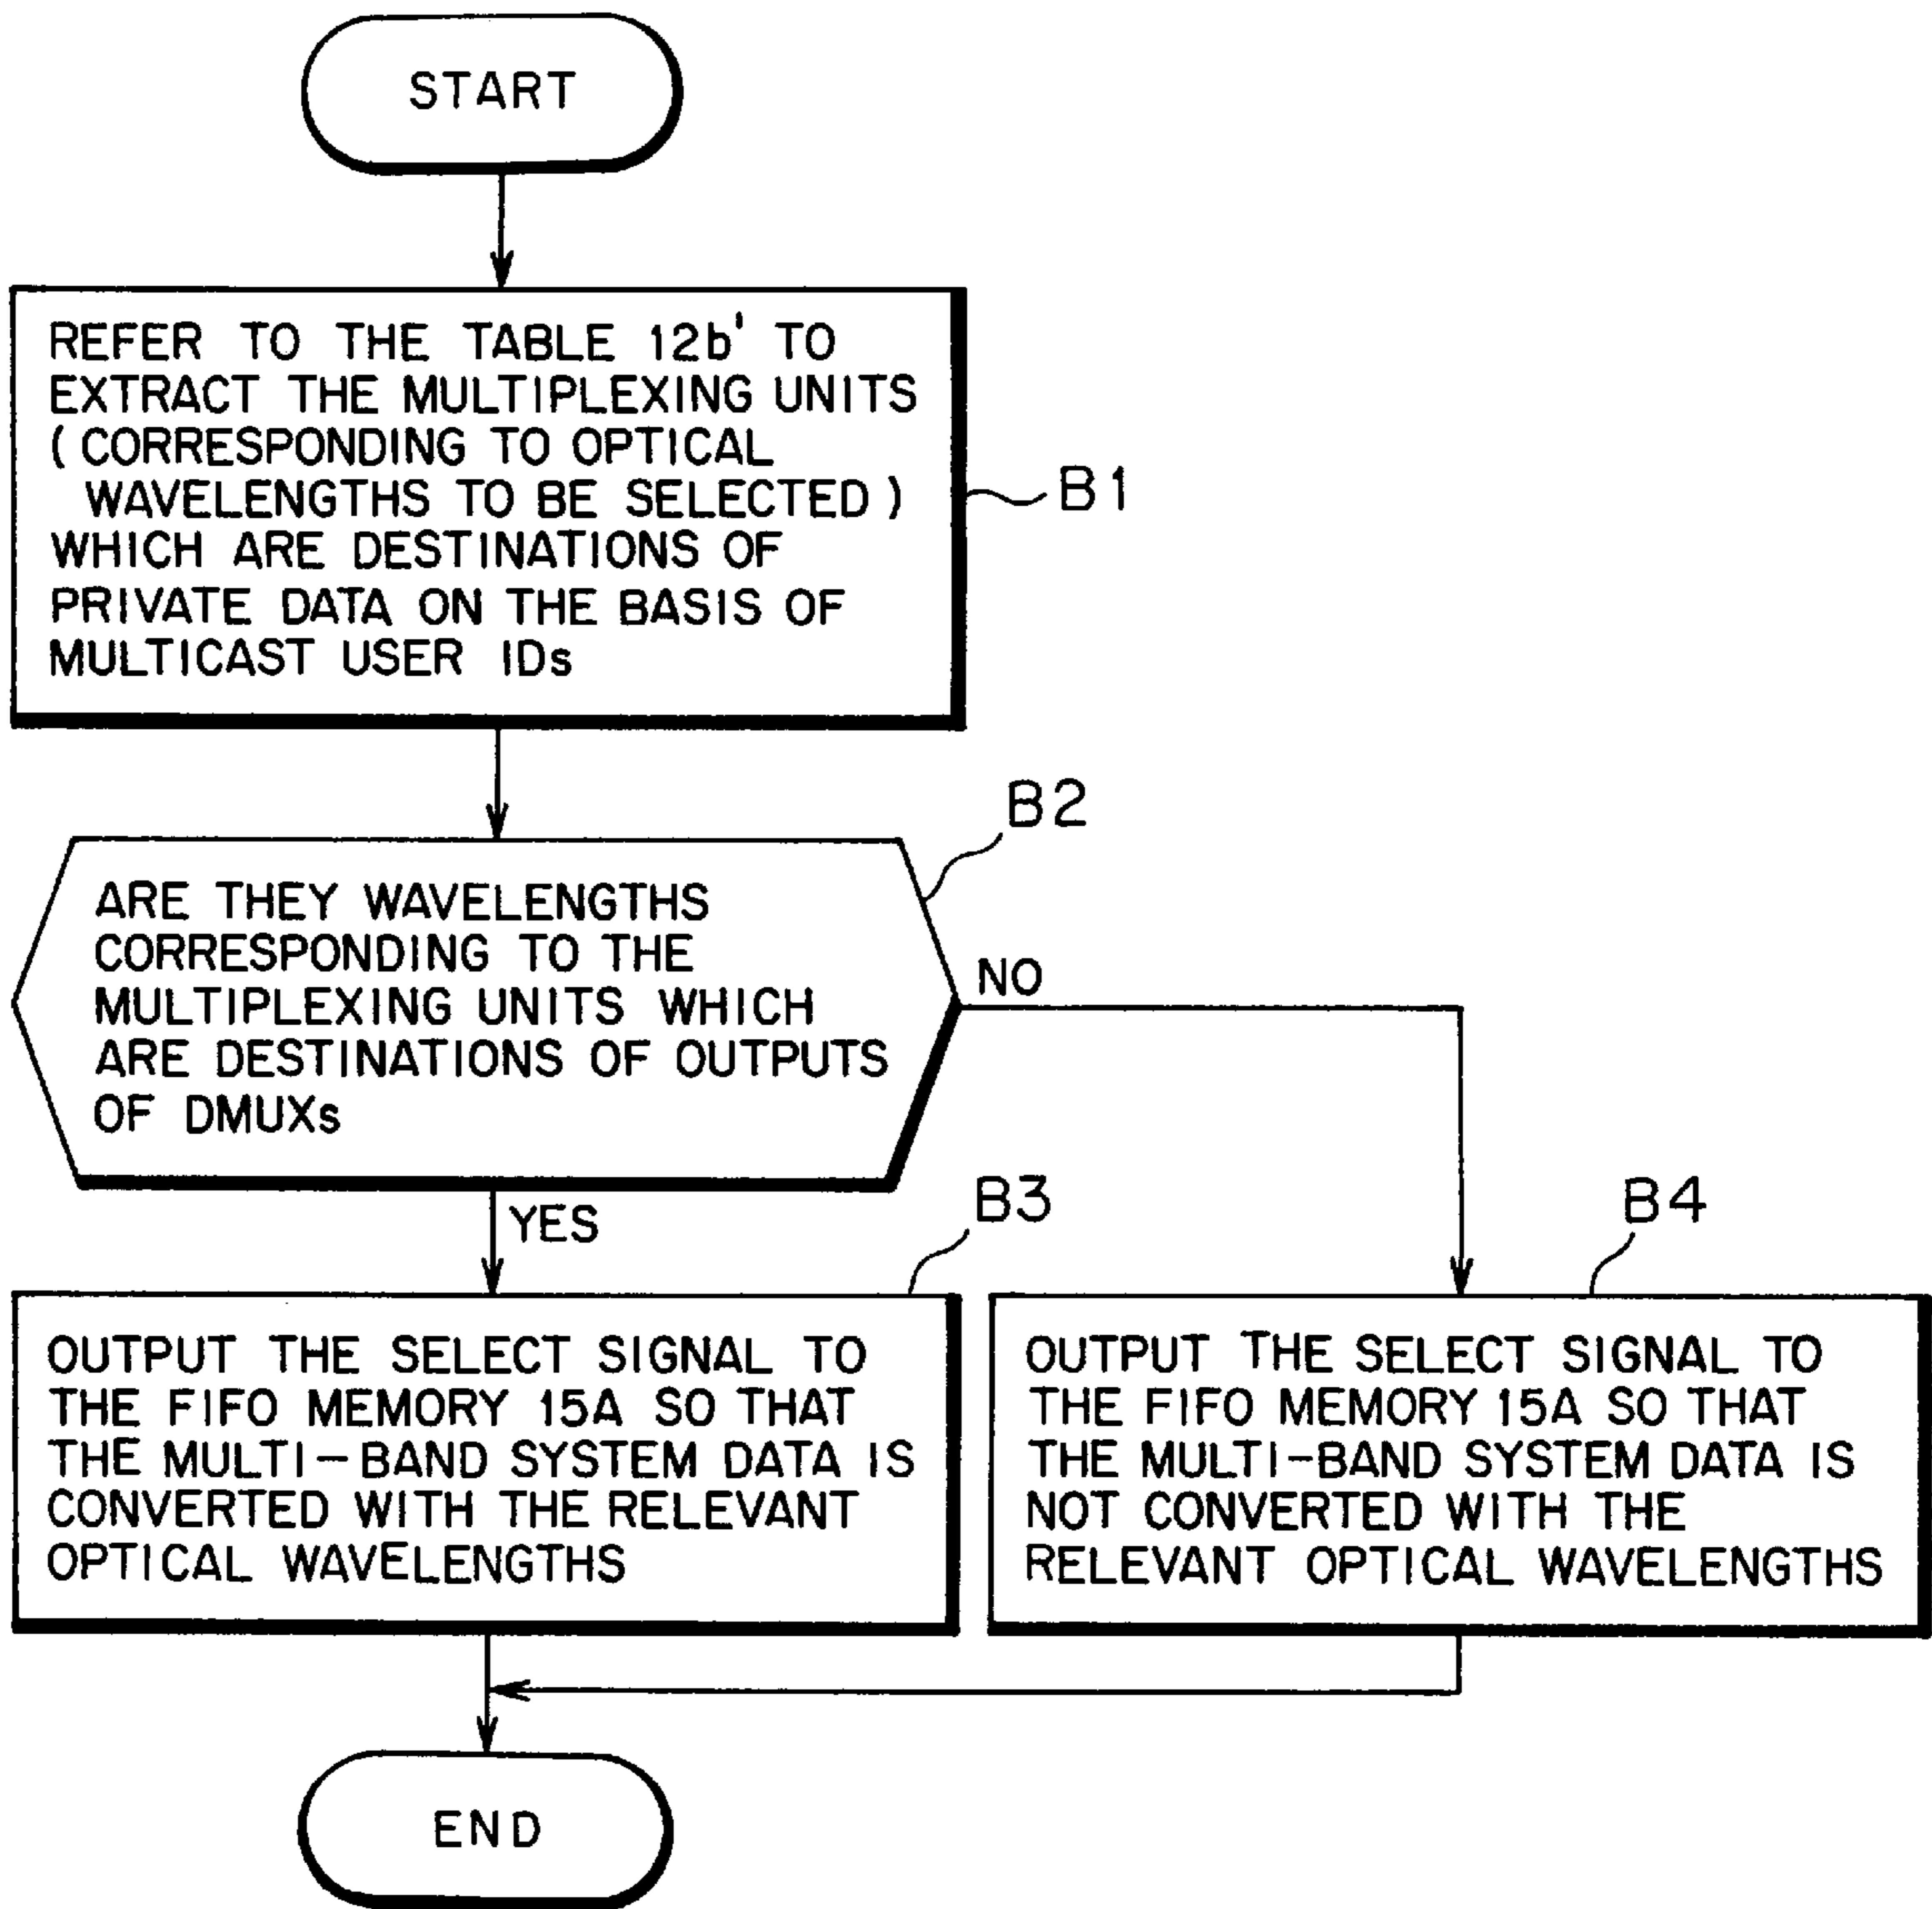 START
REFER TO THE TABLE 12b' TO
EXTRACT THE MULTIPLEXING UNITS
(CORRESPONDING TO OPTICAL
WAVELENGTHS TO BE SELECTED)
WHICH ARE DESTINATIONS OF
PRIVATE DATA ON THE BASIS OF
MULTICAST USER IDs
B1
B2
ARE THEY WAVELENGTHS
CORRESPONDING TO THE
MULTIPLEXING UNITS WHICH
ARE DESTINATIONS OF OUTPUTS
OF DMUXs
NO
YES
B3
OUTPUT THE SELECT SIGNAL TO
THE FIFO MEMORY 15A SO THAT
THE MULTI-BAND SYSTEM DATA IS
CONVERTED WITH THE RELEVANT
OPTICAL WAVELENGTHS
B4
OUTPUT THE SELECT SIGNAL TO
THE FIFO MEMORY 15A SO THAT
THE MULTI-BAND SYSTEM DATA IS
NOT CONVERTED WITH THE
RELEVANT OPTICAL WAVELENGTHS
END